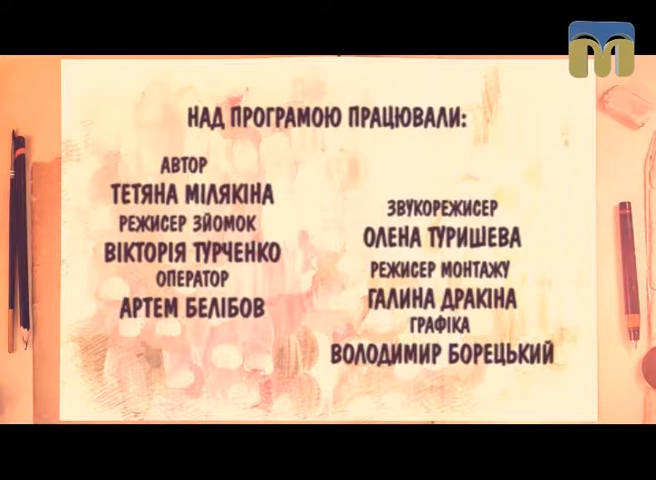 НАД ПРОГРАМОЮ ПРАЦЮВАЛИ:
АВТОР
ТЕТЯНА МІЛЯКІНА
РЕЖИСЕР ЗЙОМОК
ВІКТОРІЯ ТУРЧЕНКО
ОПЕРАТОР
АРТЕМ БЕЛІБОВ
ЗВУКОРЕЖИСЕР
ОЛЕНА ТУРИШЕВА
РЕЖИСЕР МОНТАЖУ
ГАЛИНА ДРАКІНА
ГРАФІКА
ВОЛОДИМИР БОРЕЦЬКИЙ